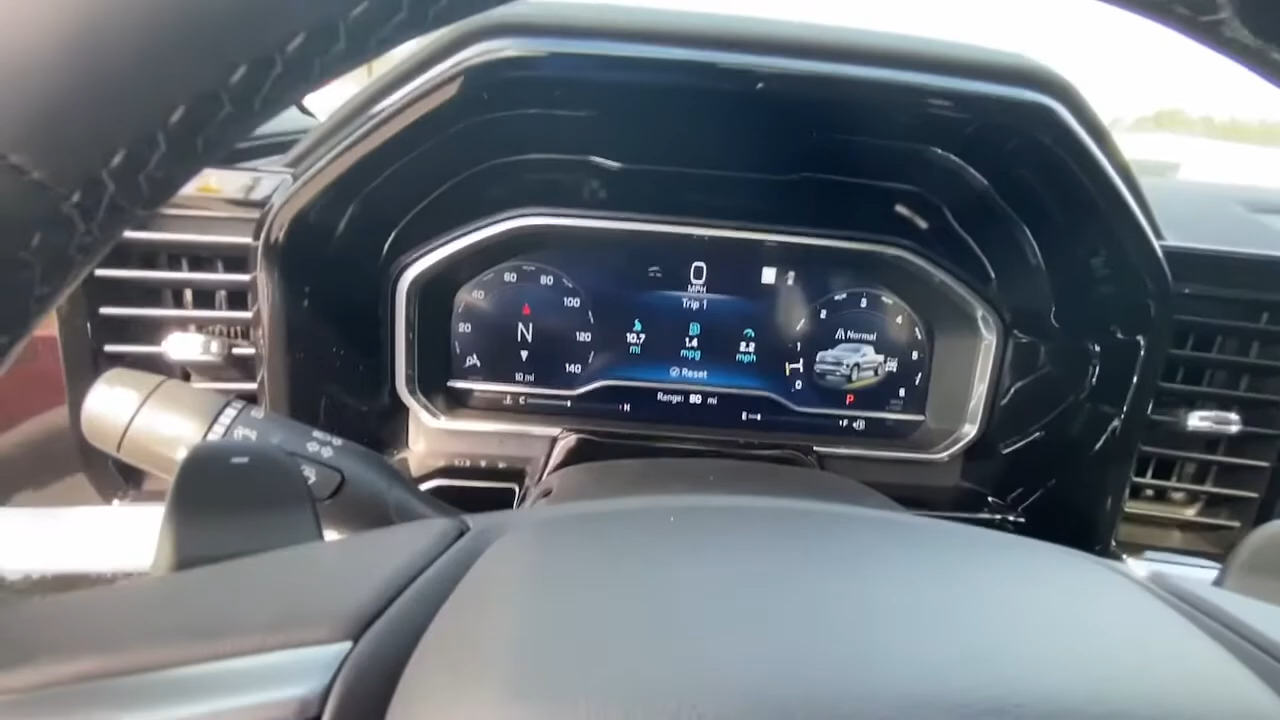 0
MPH
Trip 1
10.7
mi
1.4
mpg
2.2
mph
Reset
Range: 80 mi
20
40
60
80
100
120
140
N
10 mi
C
H
0
1
2
3
4
5
6
Normal
P
E
F